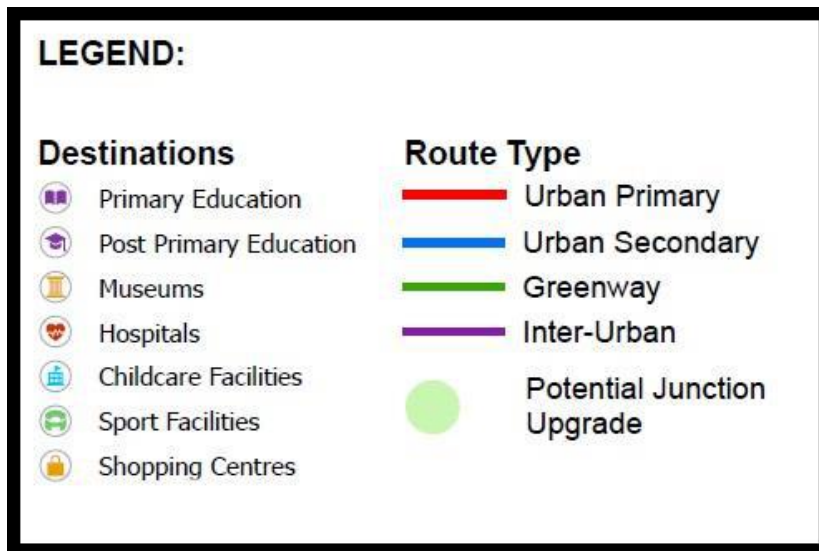 LEGEND:
Destinations
Primary Education
Post Primary Education
Museums
Hospitals
Childcare Facilities
Sport Facilities
Shopping Centres
Route Type
Urban Primary
Urban Secondary
Greenway
Inter-Urban
Potential Junction
Upgrade